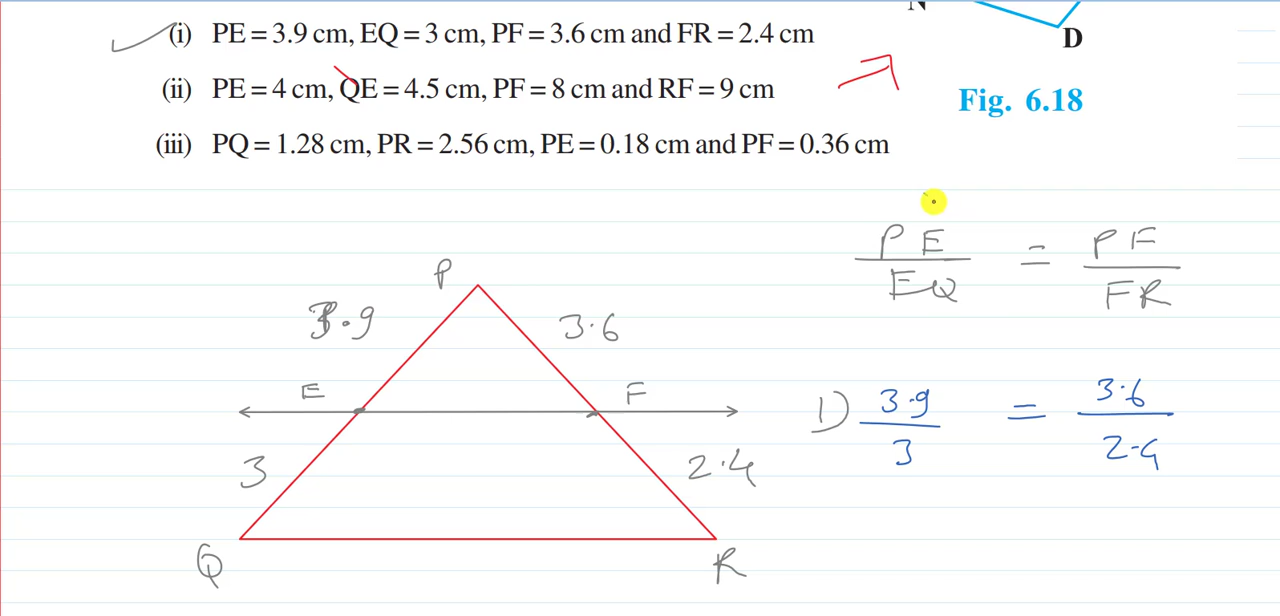 N
(i) PE = 3.9 cm, EQ = 3 cm, PF = 3.6 cm and FR = 2.4 cm
D
(ii) PE = 4 cm, QE = 4.5 cm, PF = 8 cm and RF = 9 cm
Fig. 6.18
(iii) PQ = 1.28 cm, PR = 2.56 cm, PE = 0.18 cm and PF = 0.36 cm
PE/EQ = PF/FR
P
3.9
3.6
E
F
1) 3.9/3 = 3.6/2.4
3
2.4
Q
R